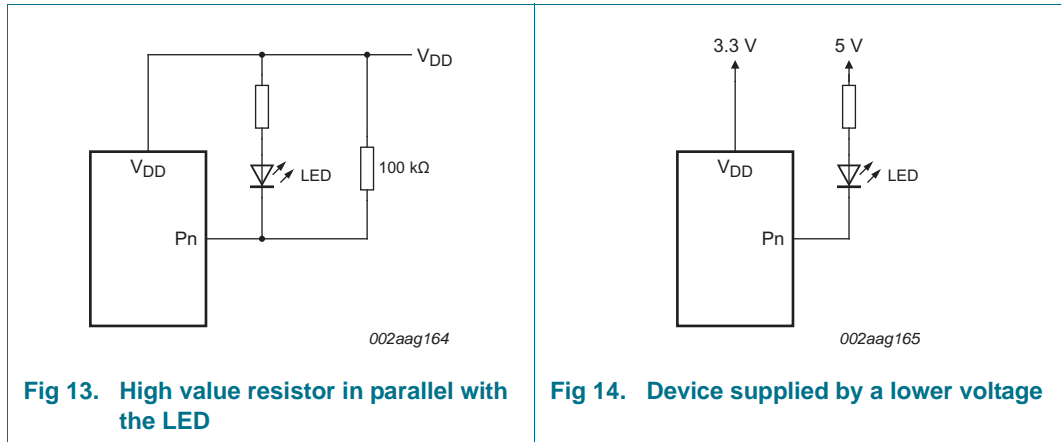 VDD
LED
100 kΩ
VDD
Pn
002aag164
Fig 13. High value resistor in parallel with
the LED
3.3 V 5 V
VDD
LED
Pn
002aag165
Fig 14. Device supplied by a lower voltage